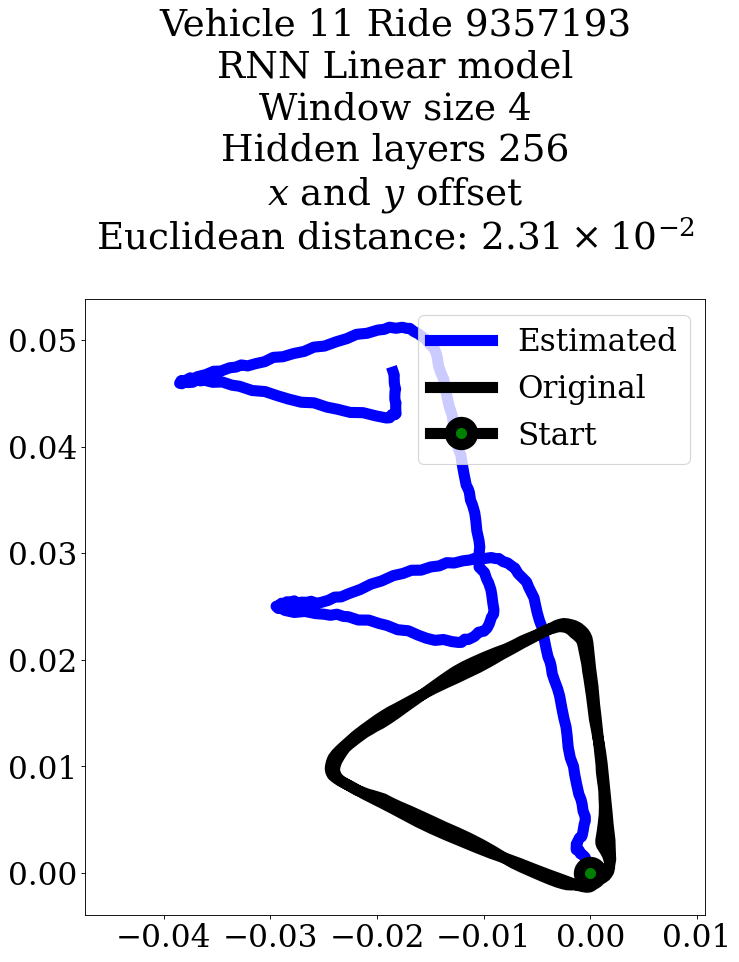 Vehicle 11 Ride 9357193
RNN Linear model
Window size 4
Hidden layers 256
x and y offset
Euclidean distance: 2.31 × 10⁻²
Estimated
Original
Start
0.05
0.04
0.03
0.02
0.01
0.00
−0.04 −0.03 −0.02 −0.01 0.00 0.01